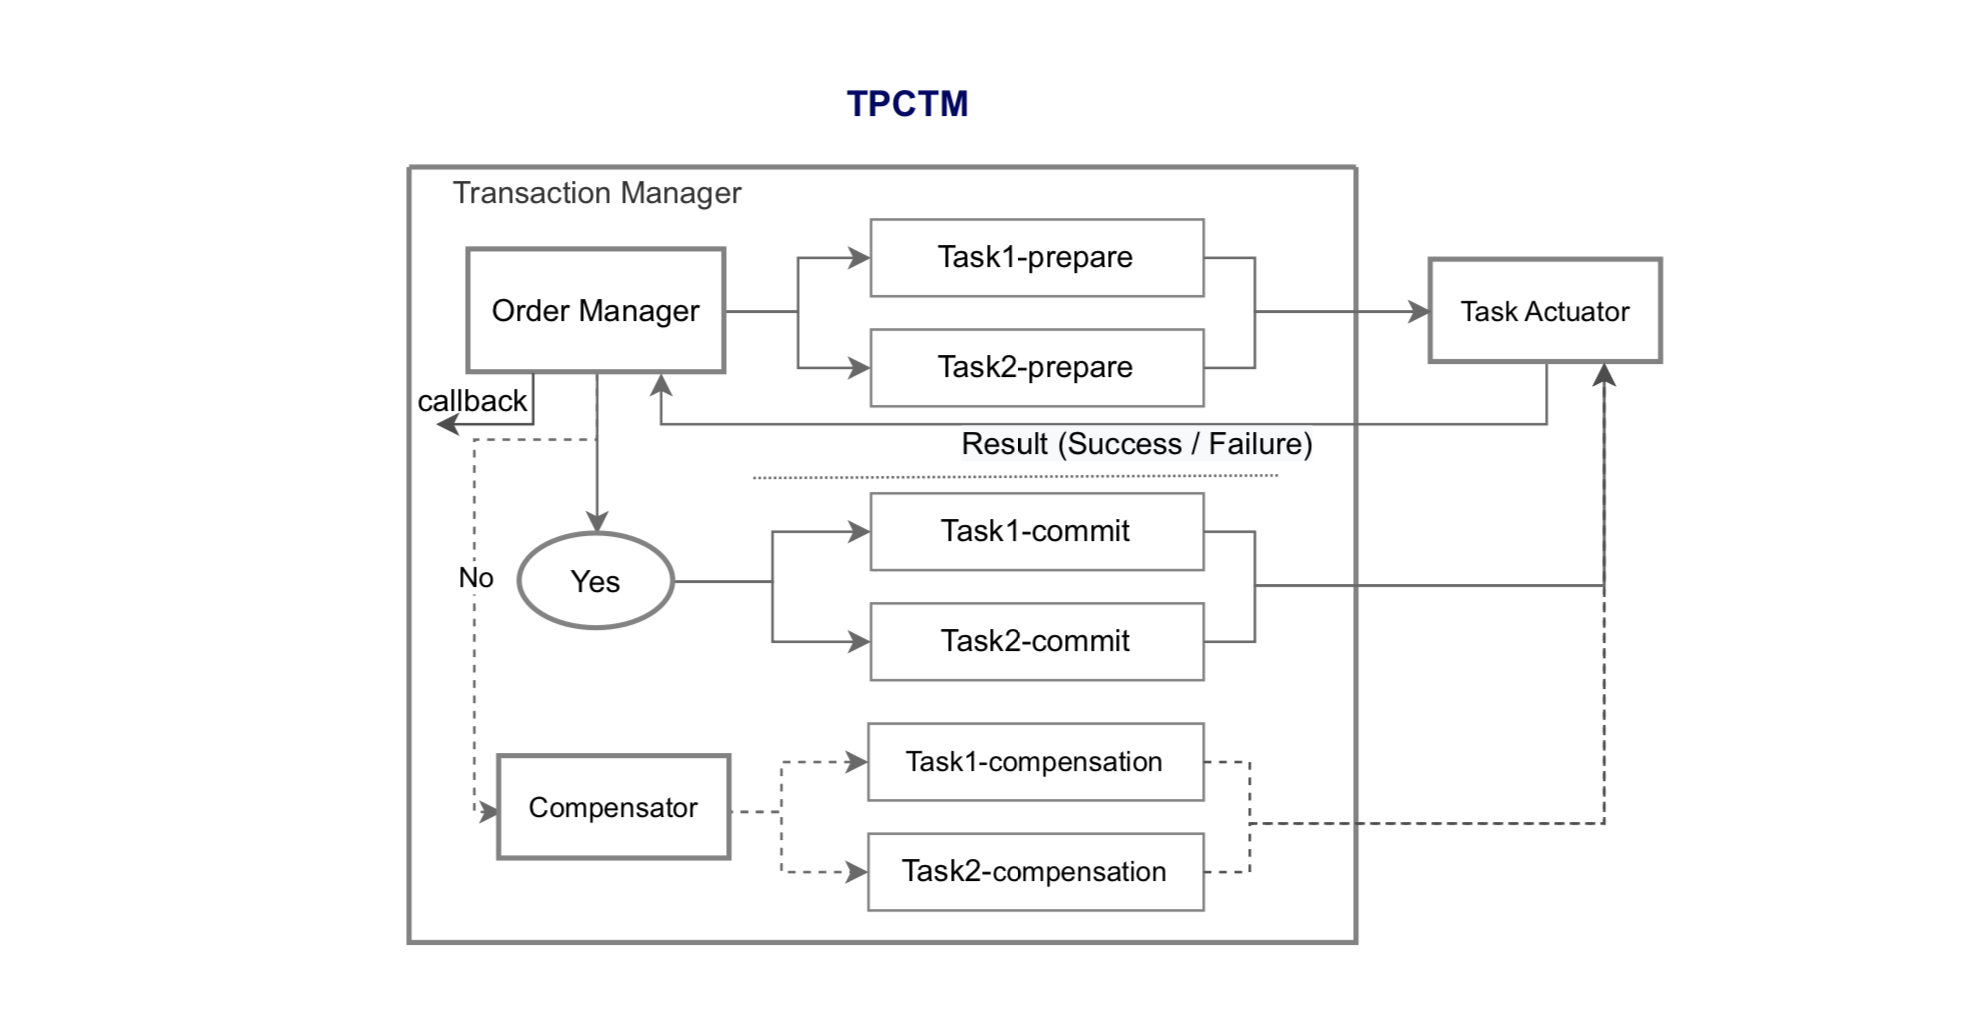 TPCTM
Transaction Manager
Task1-prepare
Order Manager
Task Actuator
Task2-prepare
callback
Result (Success / Failure)
Task1-commit
No
Yes
Task2-commit
Task1-compensation
Compensator
Task2-compensation